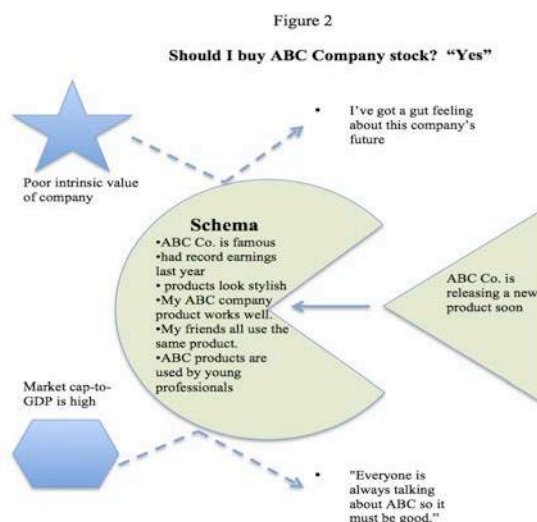 Figure 2
Should I buy ABC Company stock?  “Yes”
• I’ve got a gut feeling
about this company’s
future
Poor intrinsic value
of company
Schema
•ABC Co. is famous
•had record earnings
last year
• products look stylish
•My ABC company
product works well.
•My friends all use the
same product.
•ABC products are
used by young
professionals
ABC Co. is
releasing a new
product soon
Market cap-to-
GDP is high
• "Everyone is
always talking
about ABC so it
must be good.”